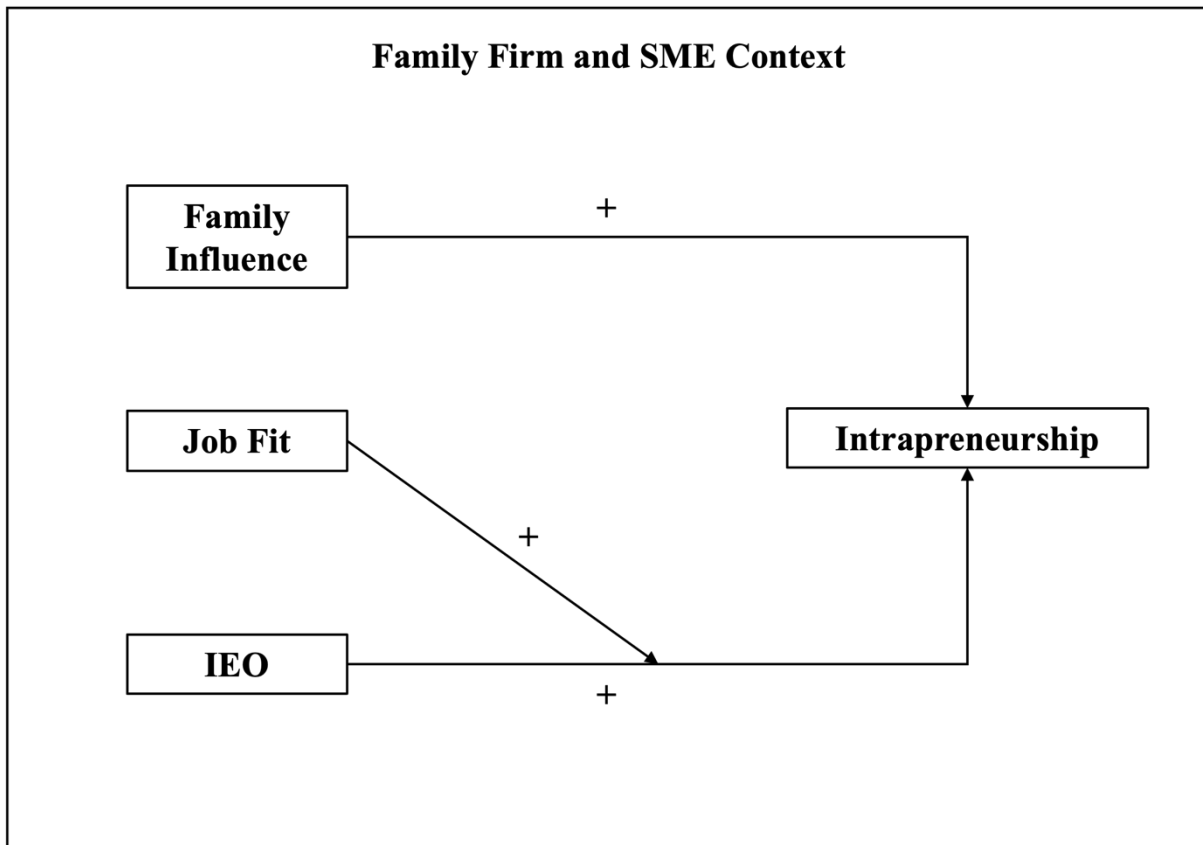 Family Firm and SME Context
+
Family
Influence
Job Fit
Intrapreneurship
+
IEO
+